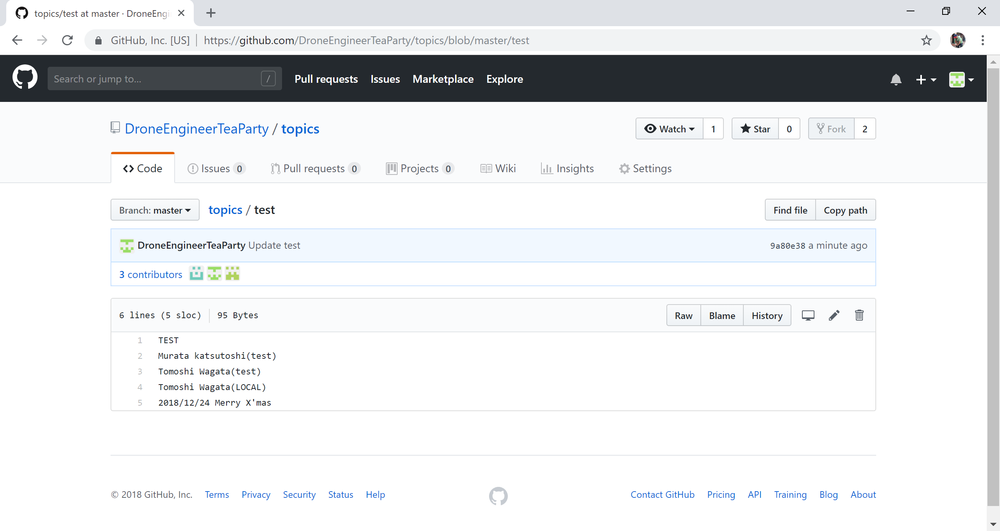 topics/test at master · DroneEngi
GitHub, Inc. [US] https://github.com/DroneEngineerTeaParty/topics/blob/master/test
Search or jump to… / Pull requests Issues Marketplace Explore
DroneEngineerTeaParty / topics Watch 1 Star 0 Fork 2
Code Issues 0 Pull requests 0 Projects 0 Wiki Insights Settings
Branch: master topics / test Find file Copy path
DroneEngineerTeaParty Update test 9a80e38 a minute ago
3 contributors
6 lines (5 sloc) 95 Bytes Raw Blame History
1 TEST
2 Murata katsutoshi(test)
3 Tomoshi Wagata(test)
4 Tomoshi Wagata(LOCAL)
5 2018/12/24 Merry X'mas
© 2018 GitHub, Inc. Terms Privacy Security Status Help Contact GitHub Pricing API Training Blog About